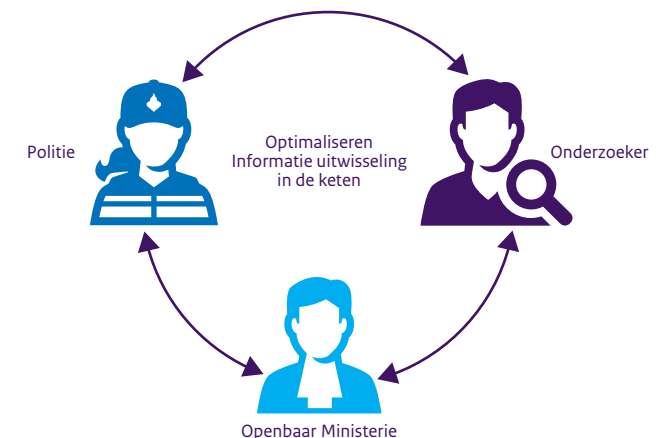 Politie
Optimaliseren
Informatie uitwisseling
in de keten
Onderzoeker
Openbaar Ministerie